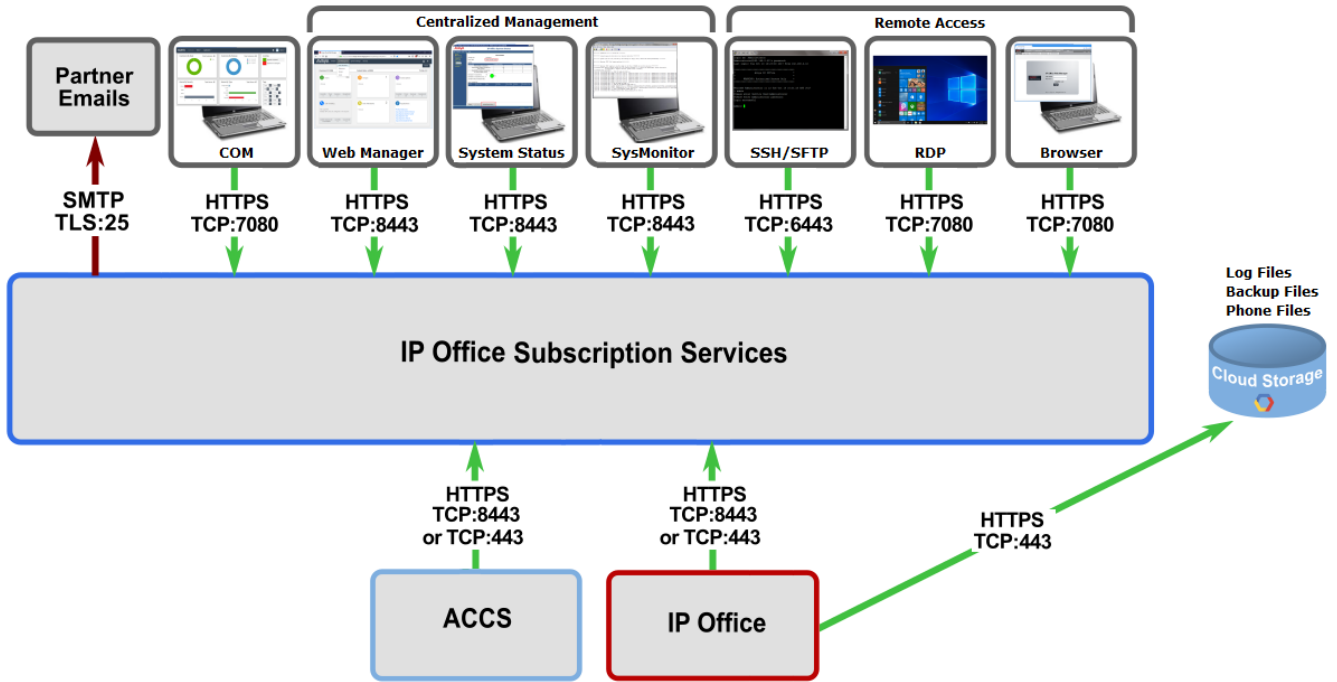 Centralized Management
Remote Access
Partner
Emails
COM
Web Manager
System Status
SysMonitor
SSH/SFTP
RDP
Browser
SMTP
TLS:25
HTTPS
TCP:7080
HTTPS
TCP:8443
HTTPS
TCP:8443
HTTPS
TCP:8443
HTTPS
TCP:6443
HTTPS
TCP:7080
HTTPS
TCP:7080
IP Office Subscription Services
Log Files
Backup Files
Phone Files
Cloud Storage
HTTPS
TCP:8443
or TCP:443
HTTPS
TCP:8443
or TCP:443
HTTPS
TCP:443
ACCS
IP Office